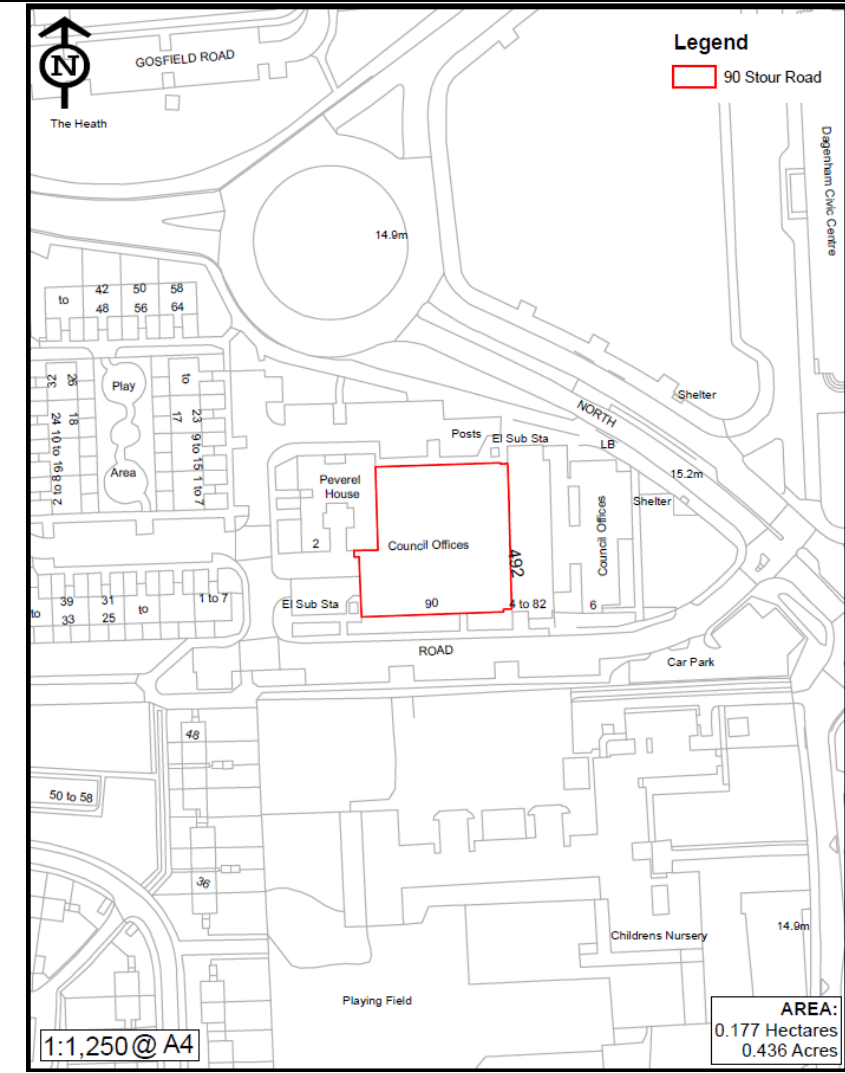 N
GOSFIELD ROAD
The Heath
Legend
90 Stour Road
Dagenham Civic Centre
14.9m
42 50 58
to
48 56 64
32 26
Play
to
24 18
17 23
10 to 16
9 to 15
Area
8 to 2
1 to 7
Shelter
NORTH
Posts
El Sub Sta
LB
15.2m
Peverel
House
Shelter
Council Offices
2
Council Offices
492
39 31
1 to 7
to
to
33 25
El Sub Sta
90
4 to 82
6
ROAD
Car Park
48
50 to 58
36
Childrens Nursery
14.9m
Playing Field
AREA:
0.177 Hectares
0.436 Acres
1:1,250 @ A4